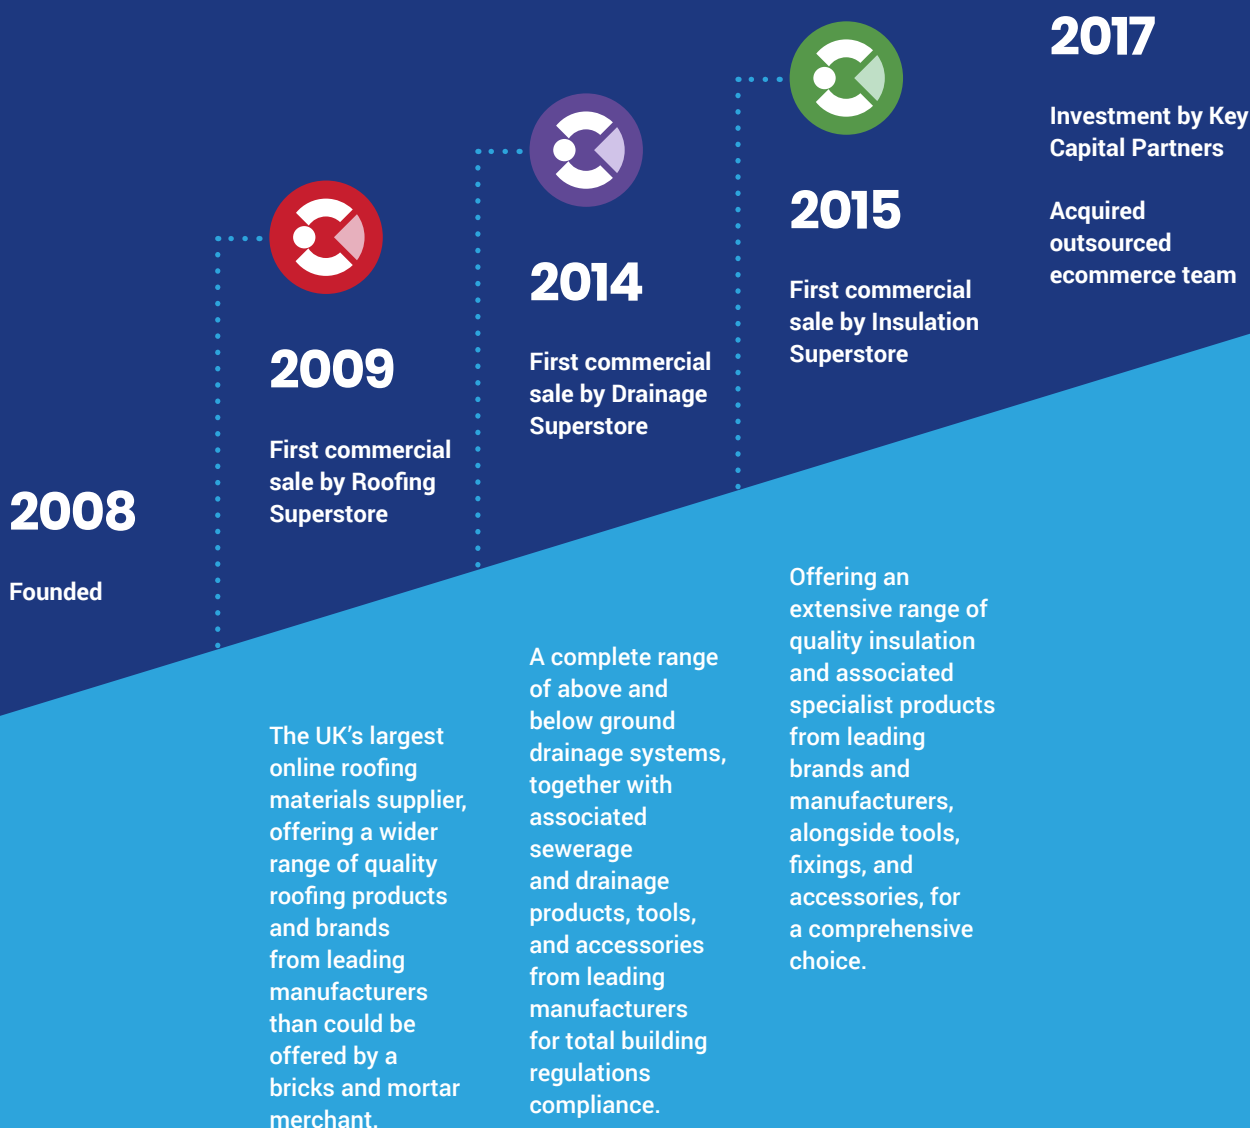 2008
Founded
2009
First commercial
sale by Roofing
Superstore
The UK’s largest
online roofing
materials supplier,
offering a wider
range of quality
roofing products
and brands
from leading
manufacturers
than could be
offered by a
bricks and mortar
merchant.
2014
First commercial
sale by Drainage
Superstore
A complete range
of above and
below ground
drainage systems,
together with
associated
sewerage
and drainage
products, tools,
and accessories
from leading
manufacturers
for total building
regulations
compliance.
2015
First commercial
sale by Insulation
Superstore
Offering an
extensive range of
quality insulation
and associated
specialist products
from leading
brands and
manufacturers,
alongside tools,
fixings, and
accessories, for
a comprehensive
choice.
2017
Investment by Key
Capital Partners
Acquired
outsourced
ecommerce team